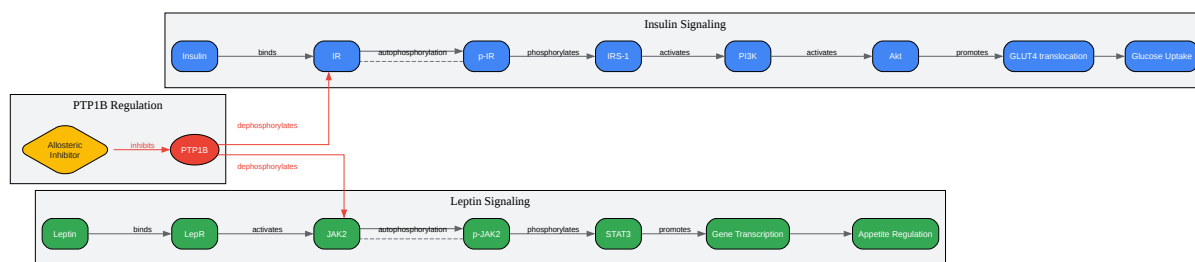 Insulin Signaling
Insulin
binds
IR
autophosphorylation
p-IR
phosphorylates
IRS-1
activates
PI3K
activates
Akt
promotes
GLUT4 translocation
Glucose Uptake
PTP1B Regulation
Allosteric
Inhibitor
inhibits
PTP1B
dephosphorylates
dephosphorylates
Leptin Signaling
Leptin
binds
LepR
activates
JAK2
autophosphorylation
p-JAK2
phosphorylates
STAT3
promotes
Gene Transcription
Appetite Regulation